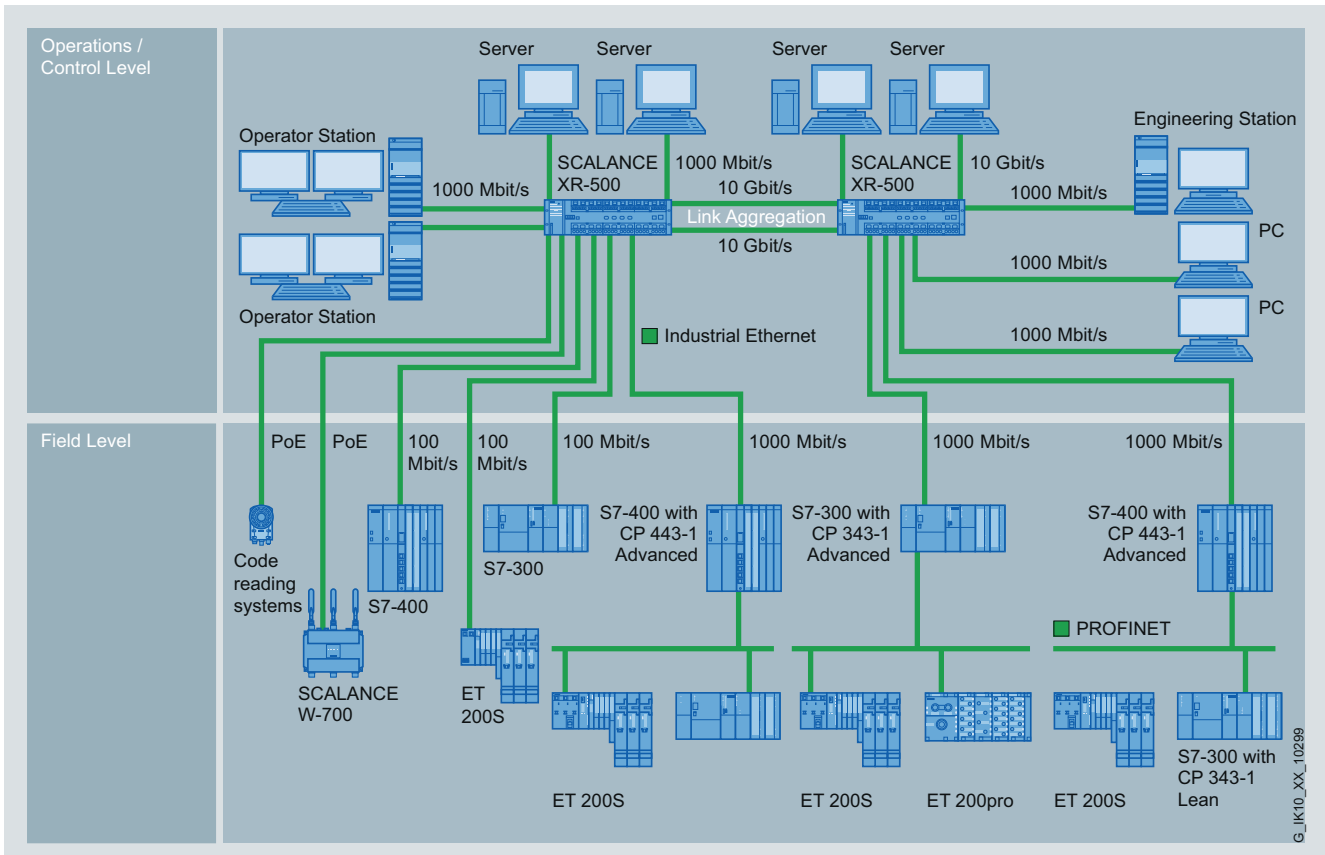 Operations /
Control Level
Server
Server
Server
Server
Operator Station
Engineering Station
SCALANCE
XR-500
1000 Mbit/s
10 Gbit/s
SCALANCE
XR-500
10 Gbit/s
1000 Mbit/s
1000 Mbit/s
Link Aggregation
10 Gbit/s
PC
1000 Mbit/s
Operator Station
PC
Industrial Ethernet
1000 Mbit/s
Field Level
PoE
PoE
100
Mbit/s
100
Mbit/s
100 Mbit/s
1000 Mbit/s
1000 Mbit/s
1000 Mbit/s
Code
reading
systems
S7-400
S7-300
S7-400 with
CP 443-1
Advanced
S7-300 with
CP 343-1
Advanced
S7-400 with
CP 443-1
Advanced
PROFINET
SCALANCE
W-700
ET
200S
ET 200S
ET 200S
ET 200pro
ET 200S
S7-300 with
CP 343-1
Lean
G_IK10_XX_10299